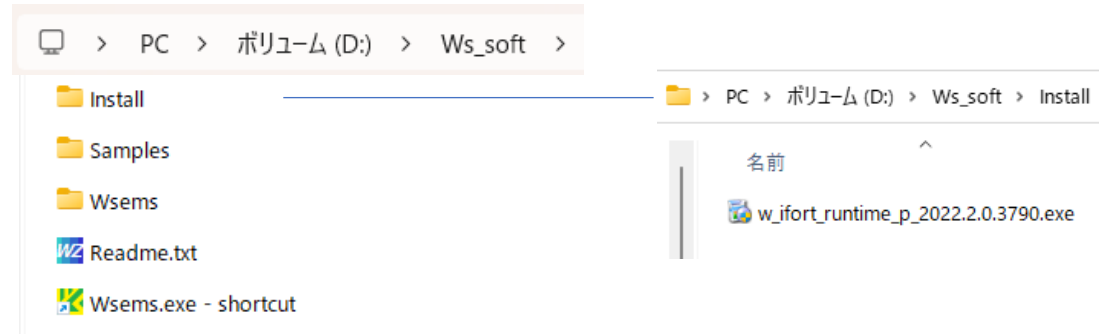 PC > ボリューム (D:) > Ws_soft >
Install
Samples
Wsems
WZ Readme.txt
Wsems.exe - shortcut
> PC > ボリューム (D:) > Ws_soft > Install
名前
w_ifort_runtime_p_2022.2.0.3790.exe